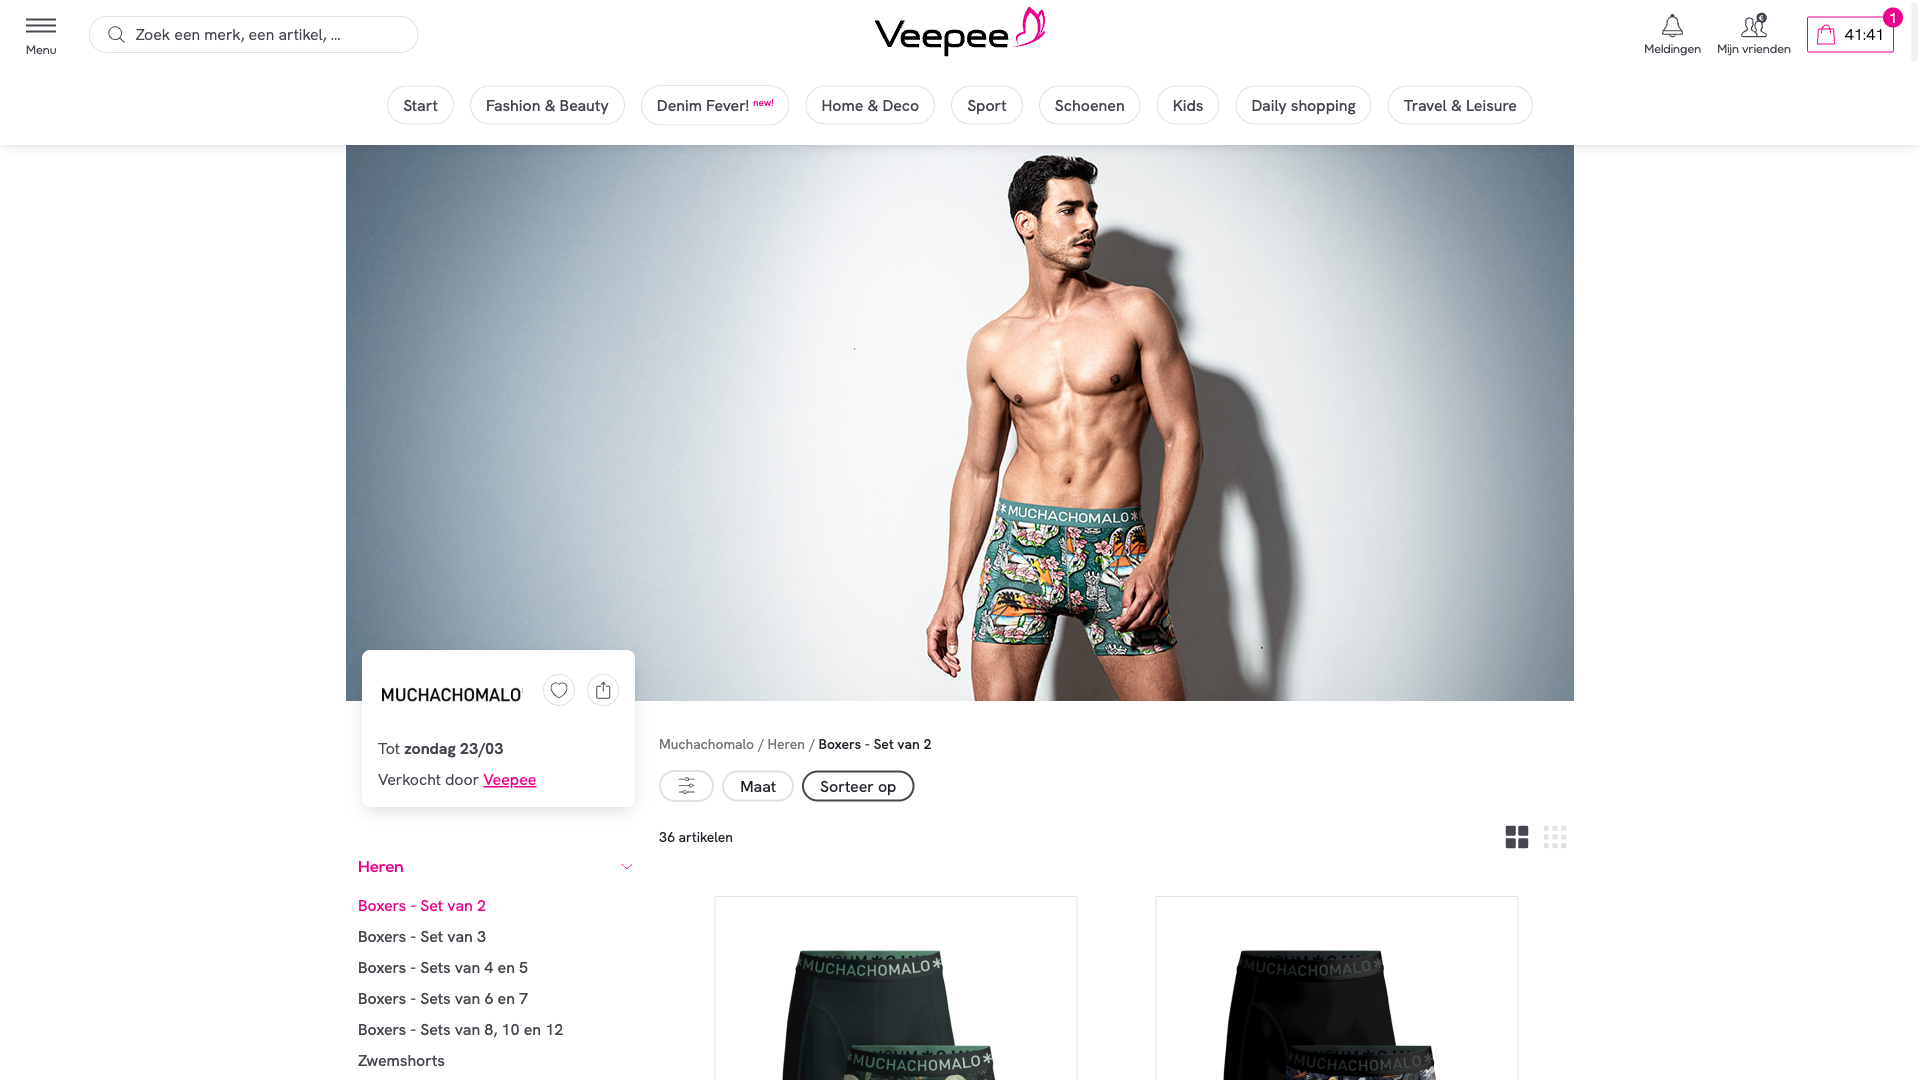 Menu
Zoek een merk, een artikel, ...
Veepee
Meldingen
Mijn vrienden
1
41:41
Start
Fashion & Beauty
Denim Fever! new!
Home & Deco
Sport
Schoenen
Kids
Daily shopping
Travel & Leisure
*MUCHACHOMALO*
MUCHACHOMALO
Tot zondag 23/03
Verkocht door Veepee
Muchachomalo / Heren / Boxers - Set van 2
Maat
Sorteer op
36 artikelen
Heren
Boxers - Set van 2
Boxers - Set van 3
Boxers - Sets van 4 en 5
Boxers - Sets van 6 en 7
Boxers - Sets van 8, 10 en 12
Zwemshorts
*MUCHACHOMALO*
*MUCHACHOMALO*
*MUCHACHOMALO*
*MUCHACHOMALO*